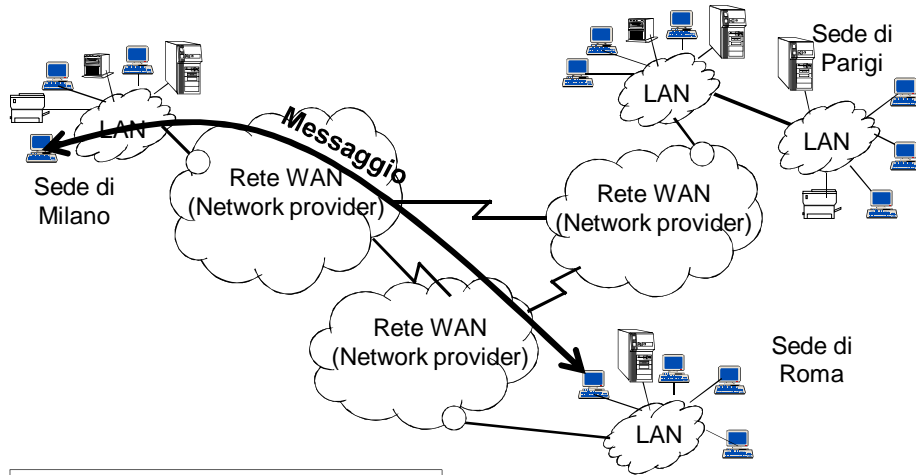 Sede di
Parigi
LAN
LAN
LAN
Messaggio
Sede di
Milano
Rete WAN
(Network provider)
Rete WAN
(Network provider)
Rete WAN
(Network provider)
Sede di
Roma
LAN